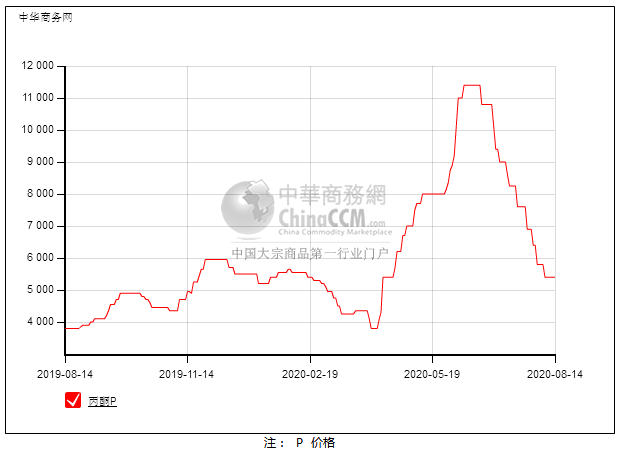 中华商务网
12 000
11 000
10 000
9 000
8 000
7 000
6 000
5 000
4 000
中華商務網
ChinaCCM.com
China Commodity Marketplace
中国大宗商品第一行业门户
2019-08-14 2019-11-14 2020-02-19 2020-05-19 2020-08-14
丙酮P
注： P 价格